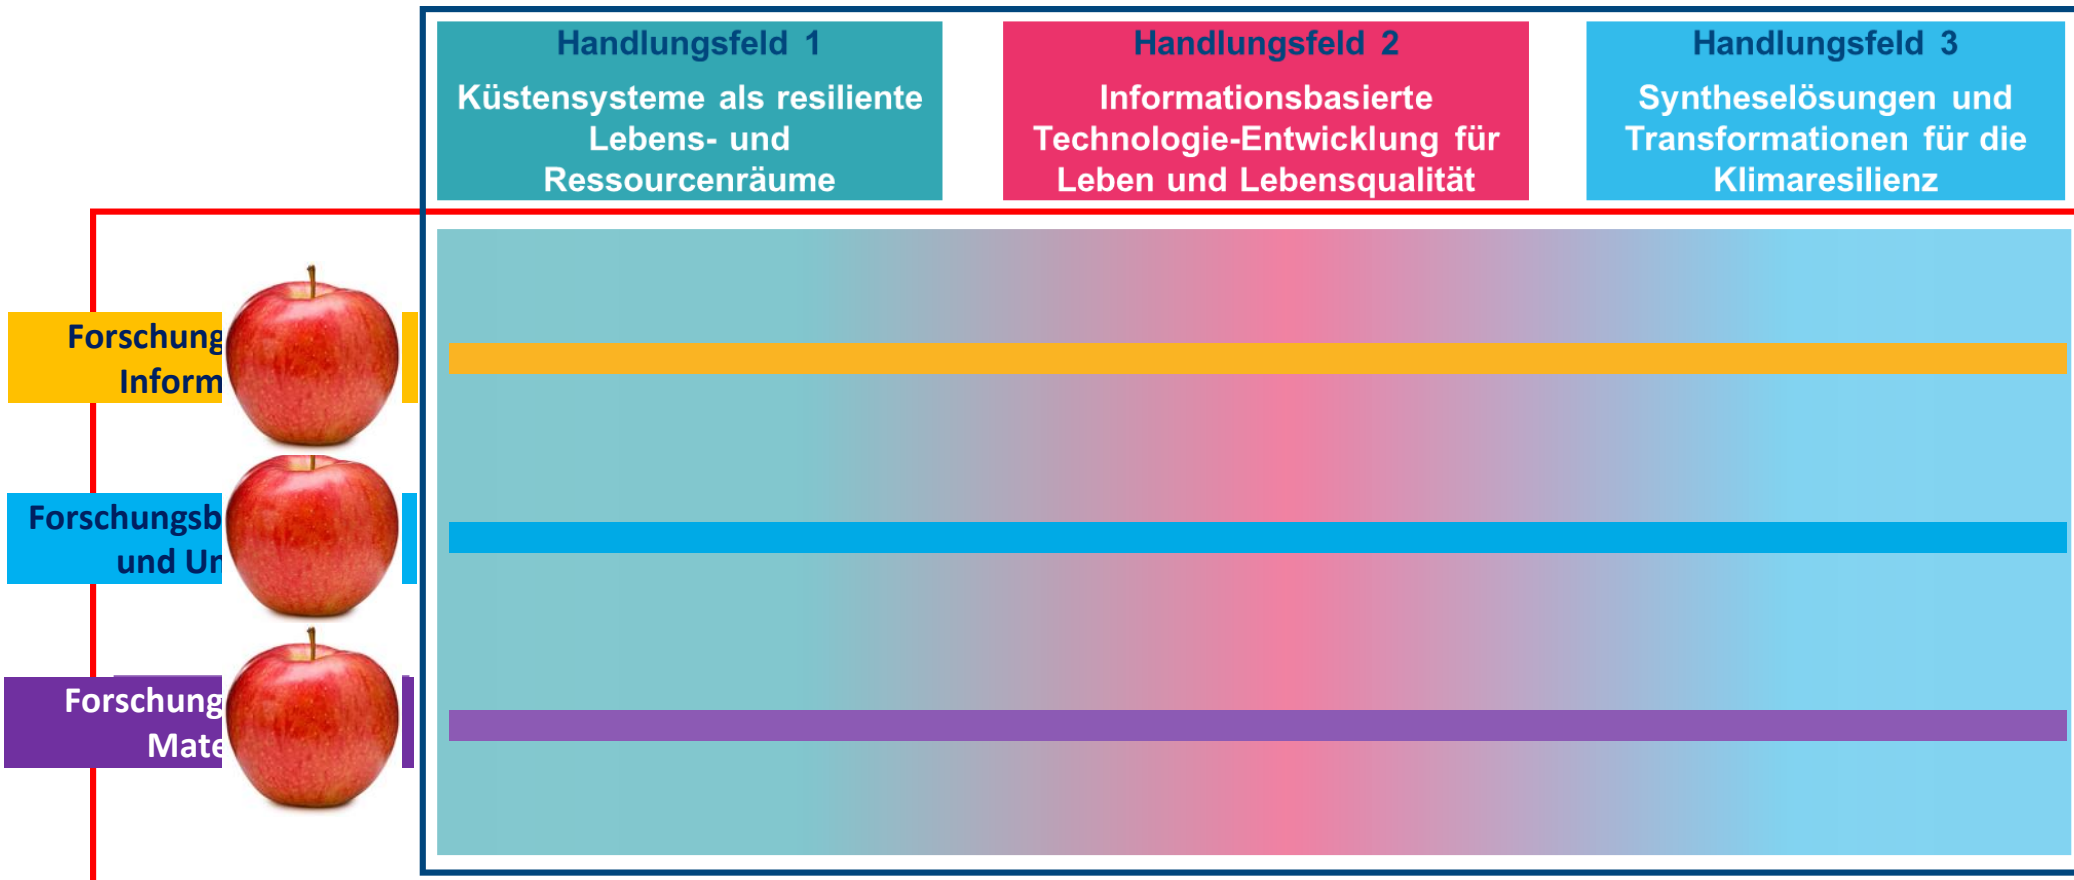 Handlungsfeld 1
Küstensysteme als resiliente
Lebens- und
Ressourcenräume
Handlungsfeld 2
Informationsbasierte
Technologie-Entwicklung für
Leben und Lebensqualität
Handlungsfeld 3
Syntheselösungen und
Transformationen für die
Klimaresilienz
Forschung
Inform
Forschungsb
und Un
Forschung
Mate